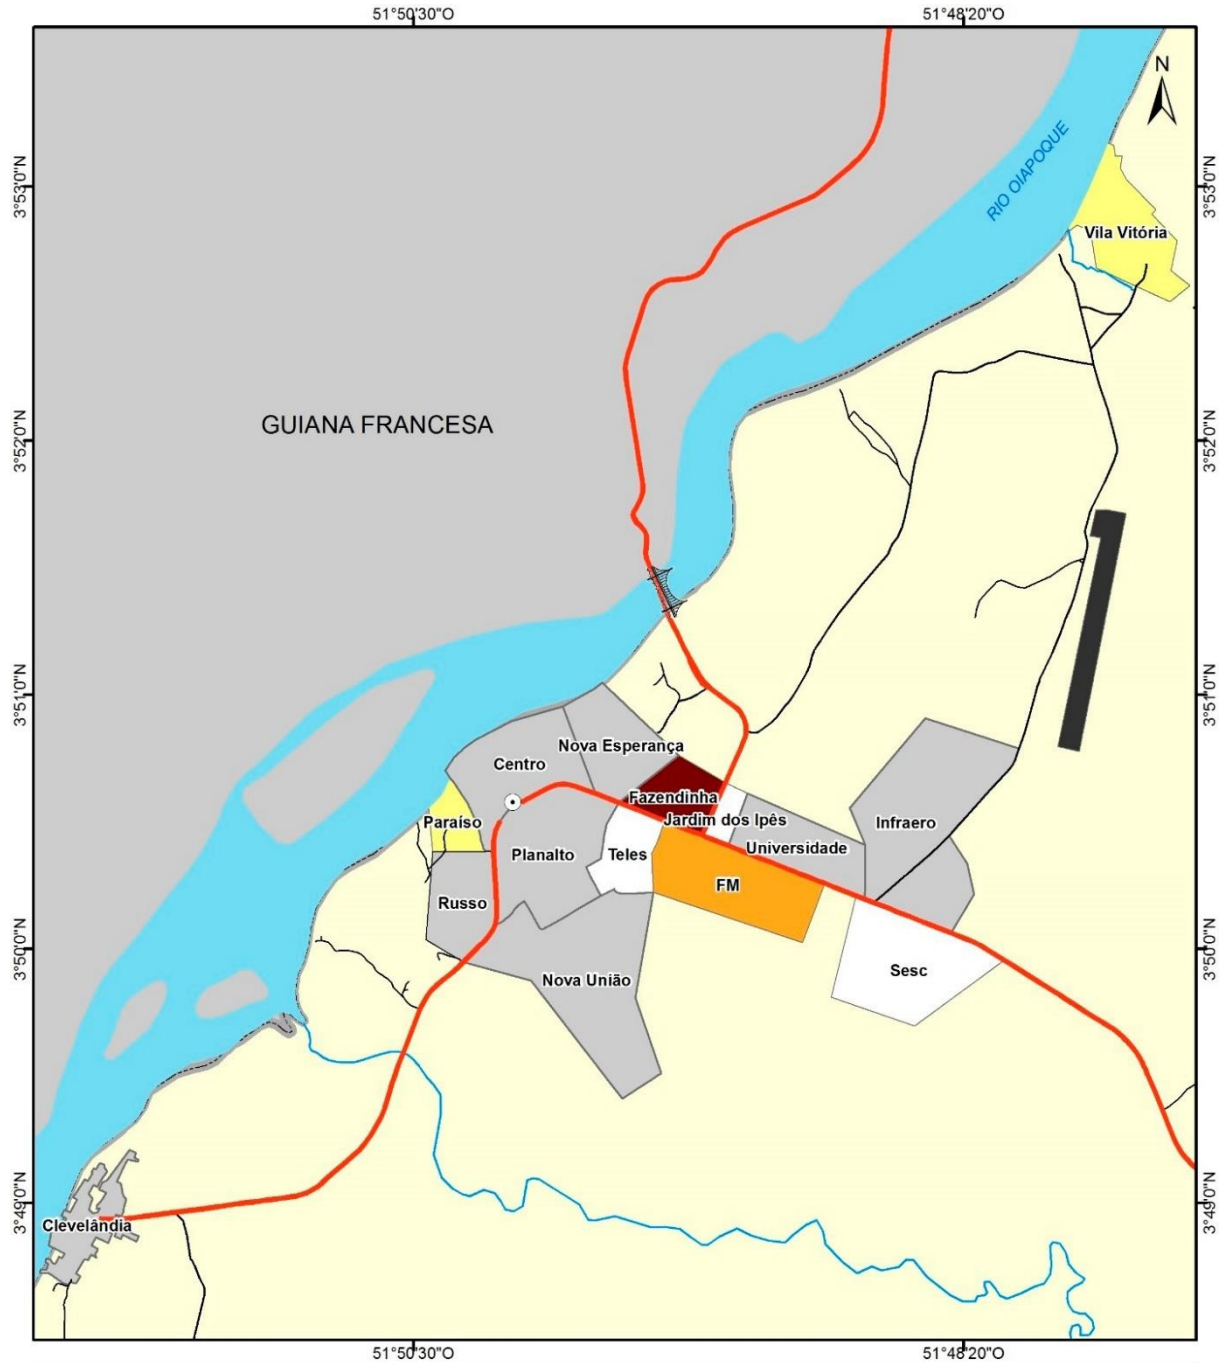 51°50'30"O
51°48'20"O
N
3°53'0"N
3°53'0"N
RIO OIAPOQUE
Vila Vitória
GUIANA FRANCESA
3°52'0"N
3°52'0"N
3°51'0"N
3°51'0"N
Nova Esperança
Centro
Fazendinha
Jardim dos Ipês
Paraíso
Infraero
Universidade
Planalto
Teles
FM
Russo
3°50'0"N
3°50'0"N
Sesc
Nova União
3°49'0"N
3°49'0"N
Clevelândia
51°50'30"O
51°48'20"O